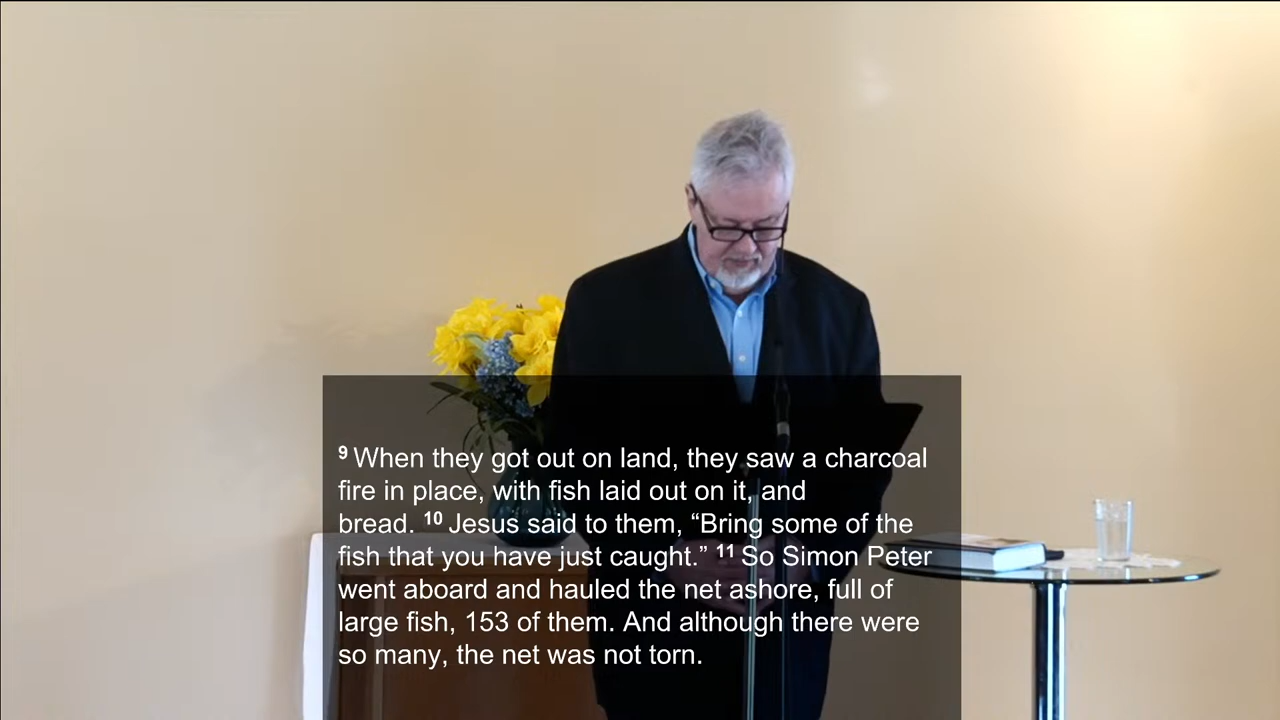 9 When they got out on land, they saw a charcoal
fire in place, with fish laid out on it, and
bread. 10 Jesus said to them, “Bring some of the
fish that you have just caught.” 11 So Simon Peter
went aboard and hauled the net ashore, full of
large fish, 153 of them. And although there were
so many, the net was not torn.